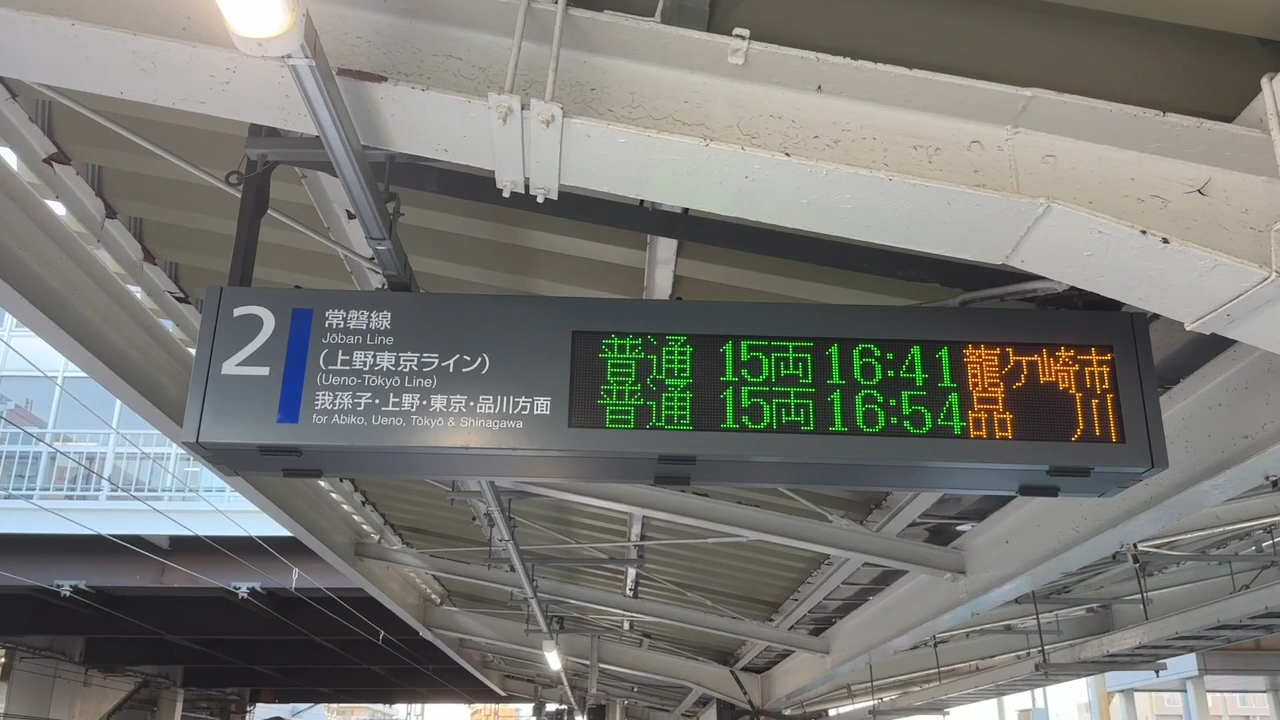 2
常磐線
Jōban Line
（上野東京ライン）
(Ueno-Tōkyō Line)
我孫子・上野・東京・品川方面
for Abiko, Ueno, Tōkyō & Shinagawa
普通 15両 16:41 龍ケ崎市
普通 15両 16:54 品川